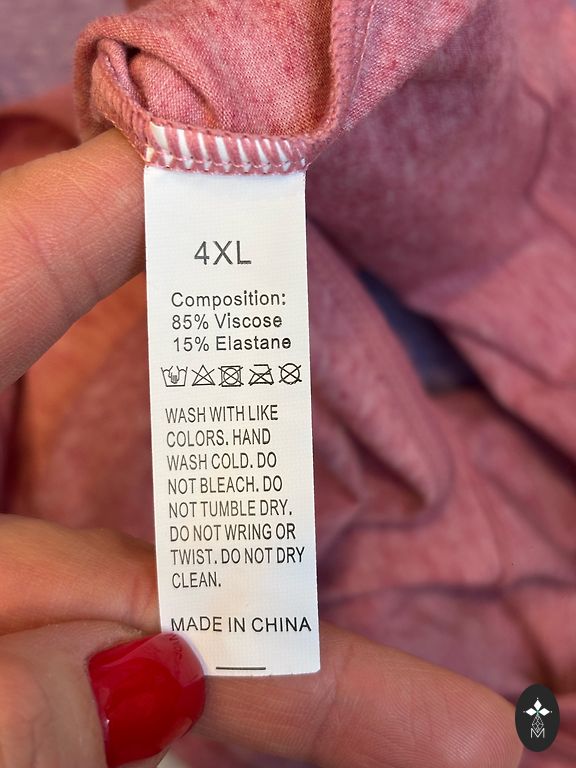 4XL
Composition:
85% Viscose
15% Elastane
WASH WITH LIKE
COLORS. HAND
WASH COLD. DO
NOT BLEACH. DO
NOT TUMBLE DRY.
DO NOT WRING OR
TWIST. DO NOT DRY
CLEAN.
MADE IN CHINA